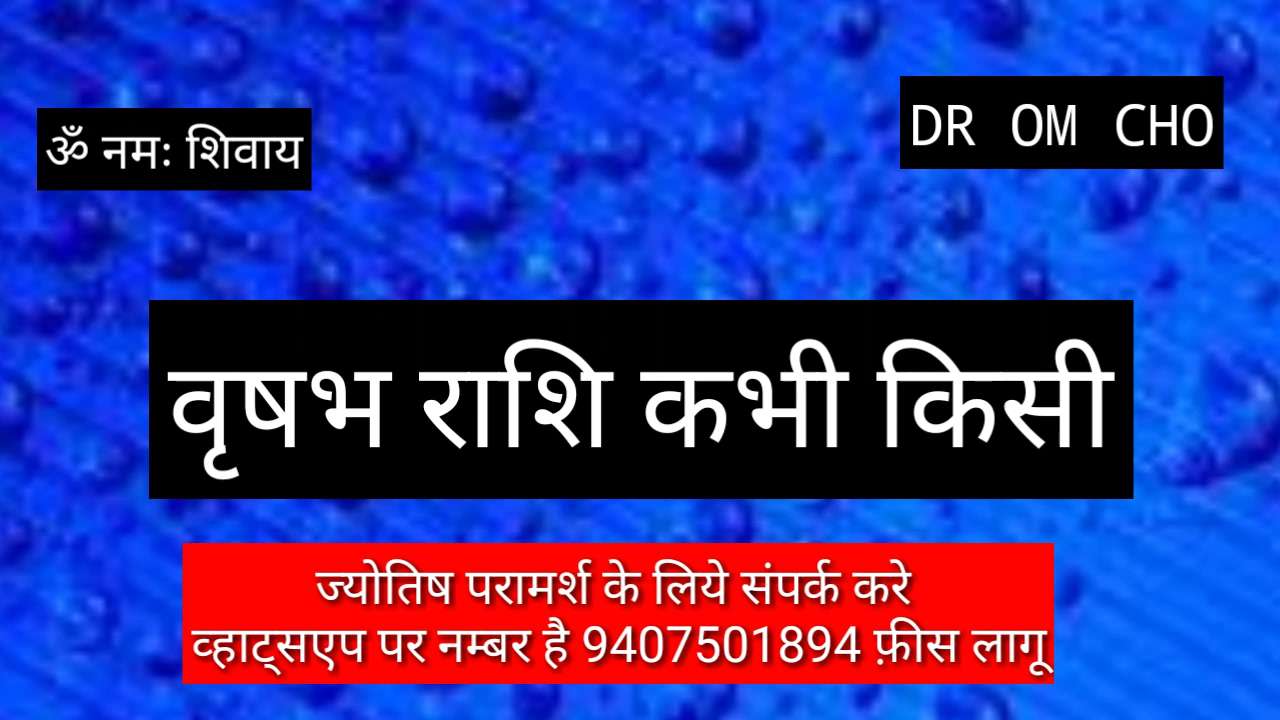 ॐ नमः शिवाय
DR OM CHO
वृषभ राशि कभी किसी
ज्योतिष परामर्श के लिये संपर्क करे
व्हाट्सएप पर नम्बर है 9407501894 फ़ीस लागू